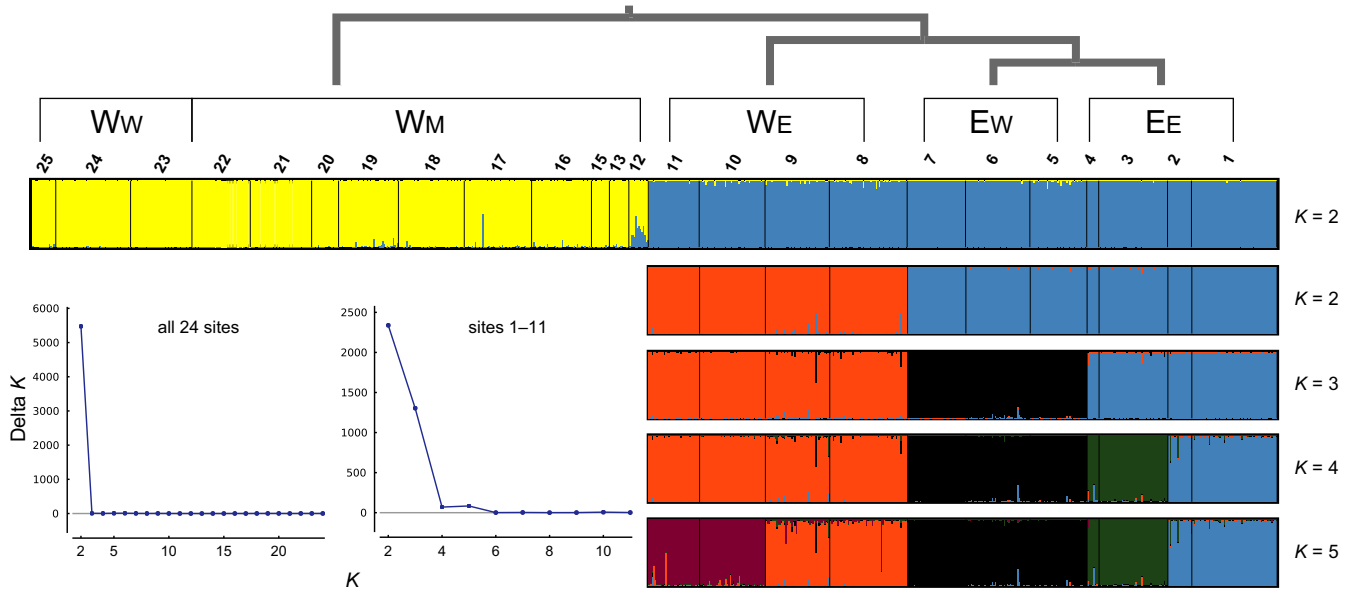 WW WM WE EW EE
25 24 23 22 21 20 19 18 17 16 15 13 12 11 10 9 8 7 6 5 4 3 2 1
K = 2
K = 2
K = 3
K = 4
K = 5
all 24 sites
Delta K
6000
5000
4000
3000
2000
1000
0
2 5 10 15 20
sites 1–11
2500
2000
1500
1000
500
0
2 4 6 8 10
K